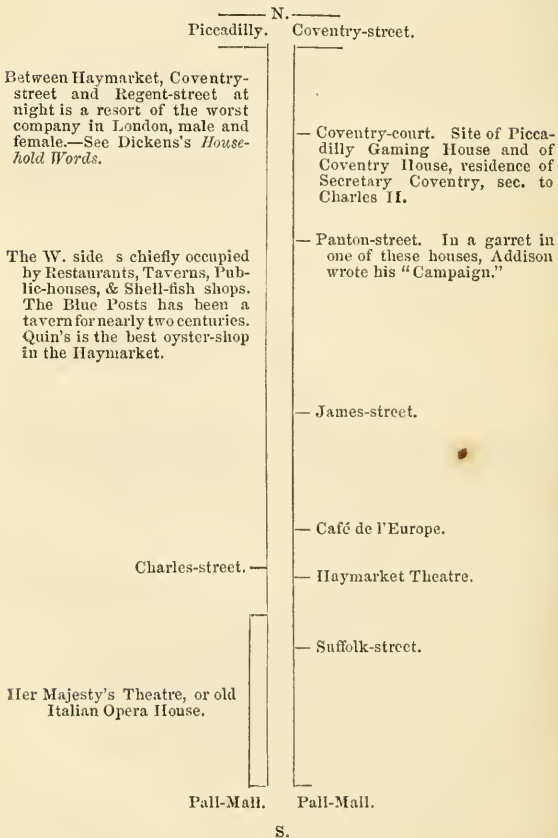 N.
Piccadilly. Coventry-street.
Between Haymarket, Coventry-
street and Regent-street at
night is a resort of the worst
company in London, male and
female.—See Dickens's House-
hold Words.
— Coventry-court. Site of Picca-
dilly Gaming House and of
Coventry House, residence of
Secretary Coventry, sec. to
Charles II.
— Panton-street. In a garret in
one of these houses, Addison
wrote his “Campaign.”
The W. side s chiefly occupied
by Restaurants, Taverns, Pub-
lic-houses, & Shell-fish shops.
The Blue Posts has been a
tavern for nearly two centuries.
Quin's is the best oyster-shop
in the Haymarket.
— James-street.
— Café de l'Europe.
Charles-street. —
— Haymarket Theatre.
— Suffolk-street.
Her Majesty's Theatre, or old
Italian Opera House.
Pall-Mall. Pall-Mall.
S.